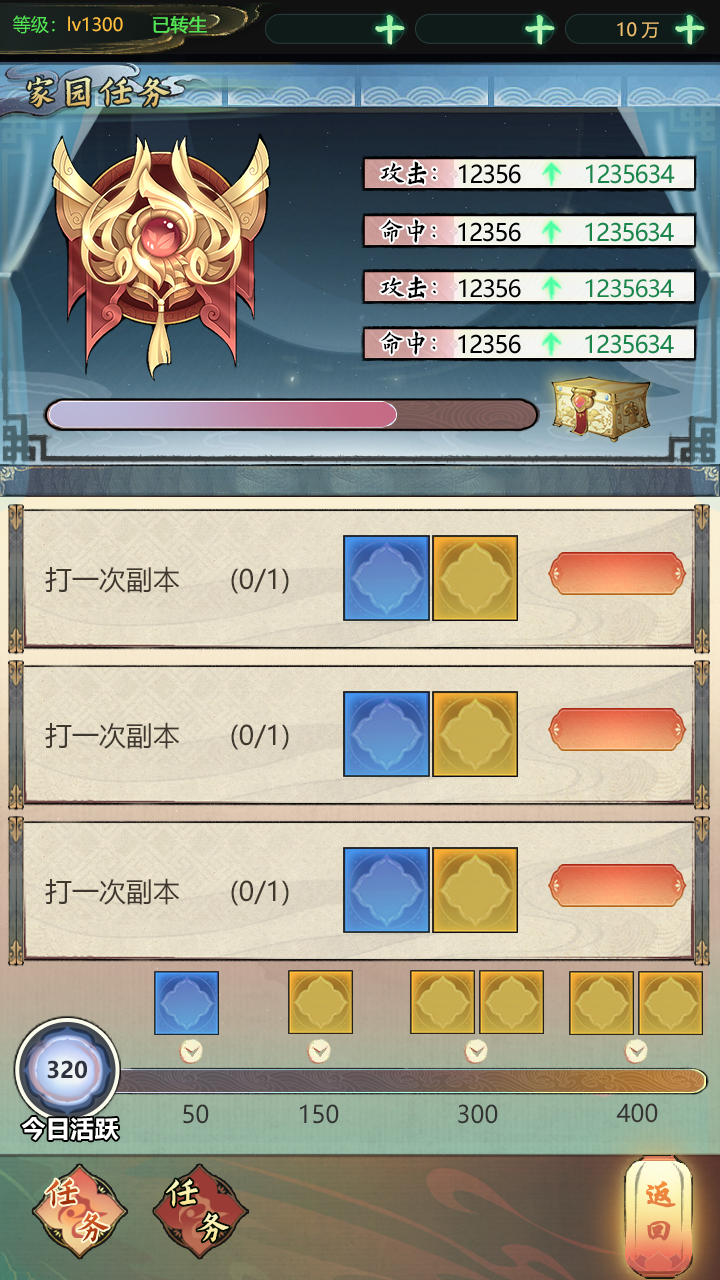 等级：lv1300 已转生 10万
家园任务
攻击： 12356 1235634
命中： 12356 1235634
攻击： 12356 1235634
命中： 12356 1235634
打一次副本 (0/1)
打一次副本 (0/1)
打一次副本 (0/1)
320
今日活跃
50 150 300 400
任务 任务 返回